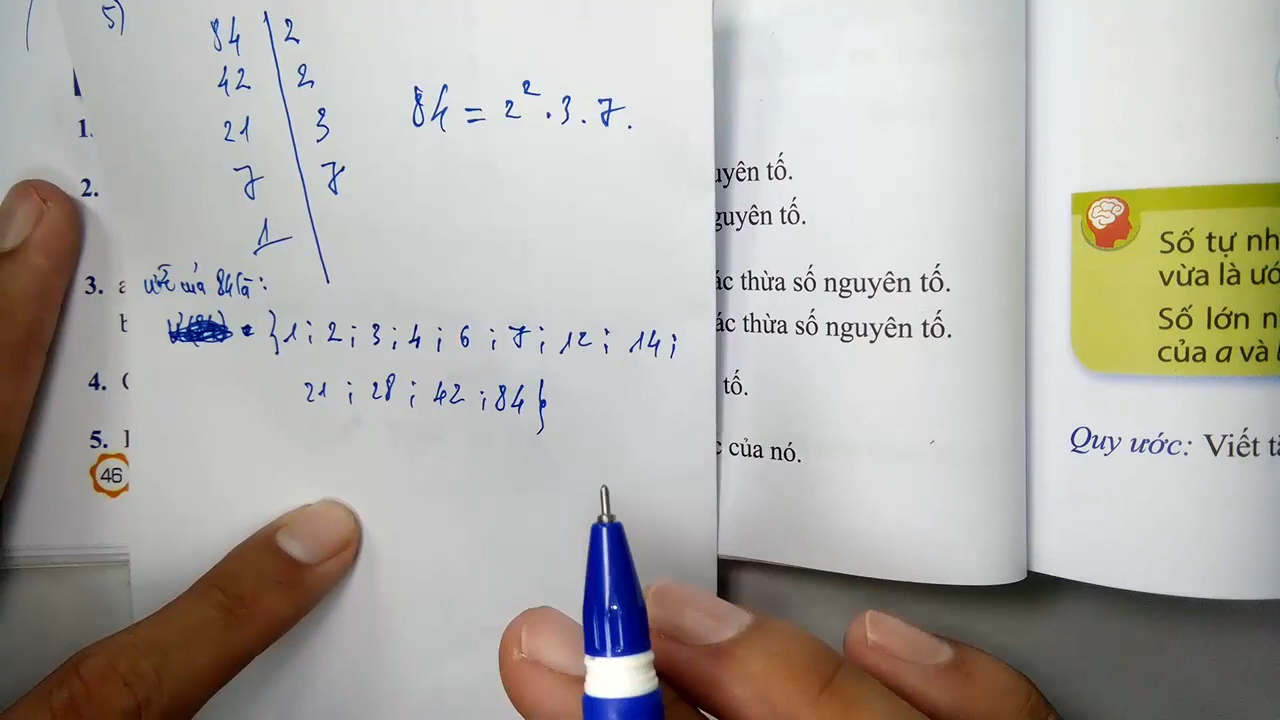 5)
84 2
42 2
21 3
7 7
1
84 = 2² . 3 . 7.
ước của 84 là :
= {1 ; 2 ; 3 ; 4 ; 6 ; 7 ; 12 ; 14 ;
21 ; 28 ; 42 ; 84}
1.
2.
3. a
b
4.
5.
46
uyên tố.
guyên tố.
ác thừa số nguyên tố.
ác thừa số nguyên tố.
tố.
của nó.
Số tự nh
vừa là ướ
Số lớn n
của a và
Quy ước: Viết tă